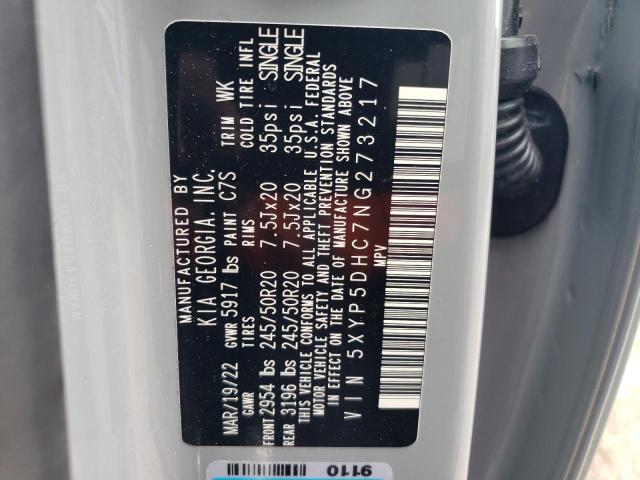 MANUFACTURED BY
KIA GEORGIA, INC.
MAR/19/22 GVWR 5917 lbs PAINT C7S TRIM WK
GAWR TIRES RIMS COLD TIRE INFL
FRONT 2954 lbs 245/50R20 7.5Jx20 35psi SINGLE
REAR 3196 lbs 245/50R20 7.5Jx20 35psi SINGLE
THIS VEHICLE CONFORMS TO ALL APPLICABLE U.S.A. FEDERAL
MOTOR VEHICLE SAFETY AND THEFT PREVENTION STANDARDS
IN EFFECT ON THE DATE OF MANUFACTURE SHOWN ABOVE
VIN 5XYP5DHC7NG273217
MPV
9110